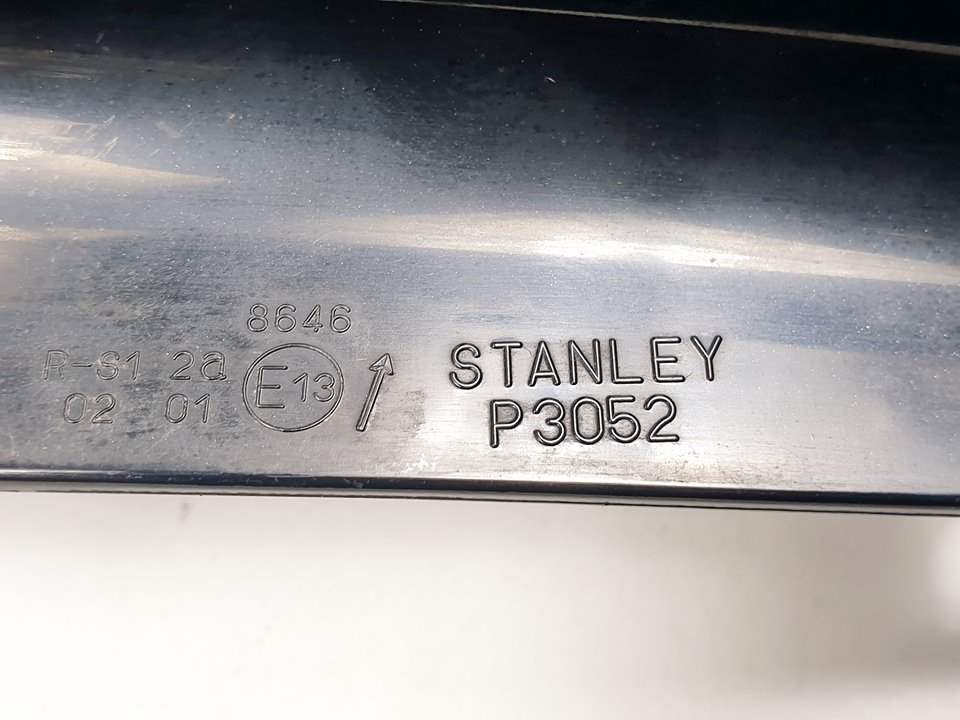 8646
R-S1 2a E13 ↗
02 01
STANLEY
P3052